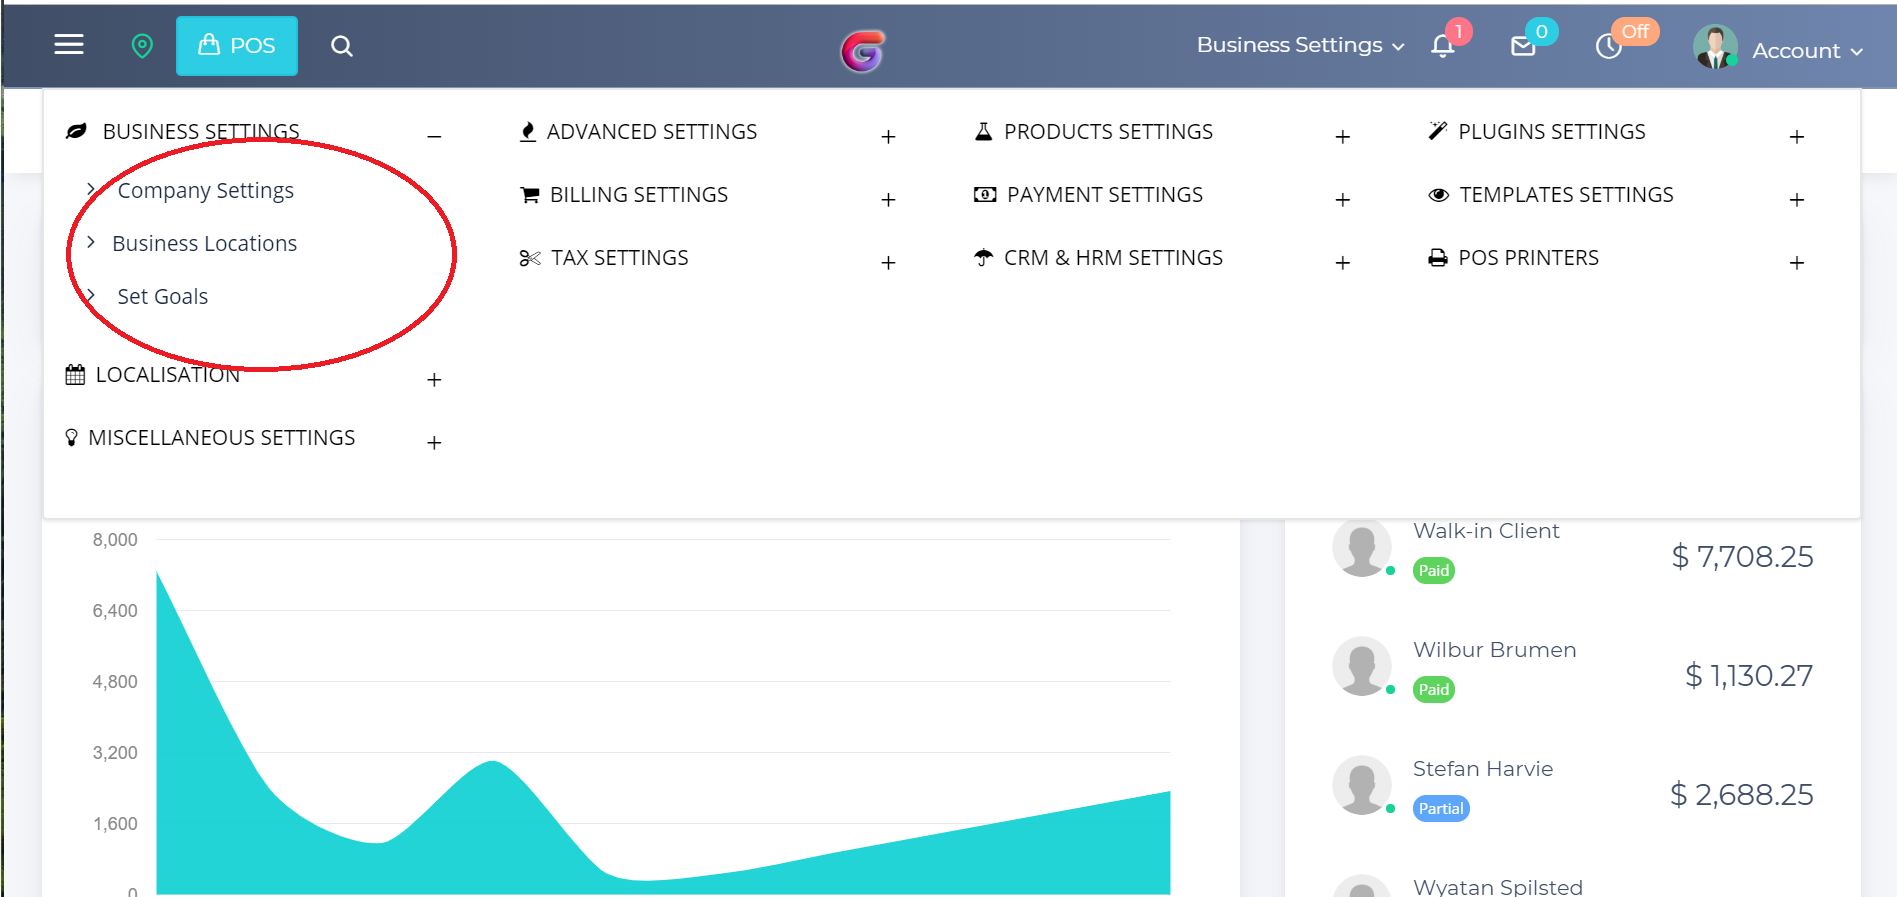 POS
Business Settings
1
0
Off
Account
BUSINESS SETTINGS
Company Settings
Business Locations
Set Goals
LOCALISATION
MISCELLANEOUS SETTINGS
ADVANCED SETTINGS
BILLING SETTINGS
TAX SETTINGS
PRODUCTS SETTINGS
PAYMENT SETTINGS
CRM & HRM SETTINGS
PLUGINS SETTINGS
TEMPLATES SETTINGS
POS PRINTERS
8,000
6,400
4,800
3,200
1,600
0
Walk-in Client
Paid
$ 7,708.25
Wilbur Brumen
Paid
$ 1,130.27
Stefan Harvie
Partial
$ 2,688.25
Wyatan Spilsted